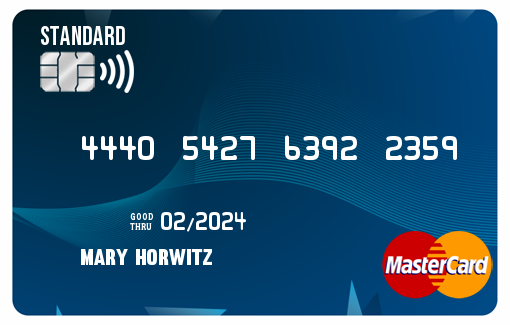 STANDARD
4440 5427 6392 2359
GOOD THRU 02/2024
MARY HORWITZ
MasterCard